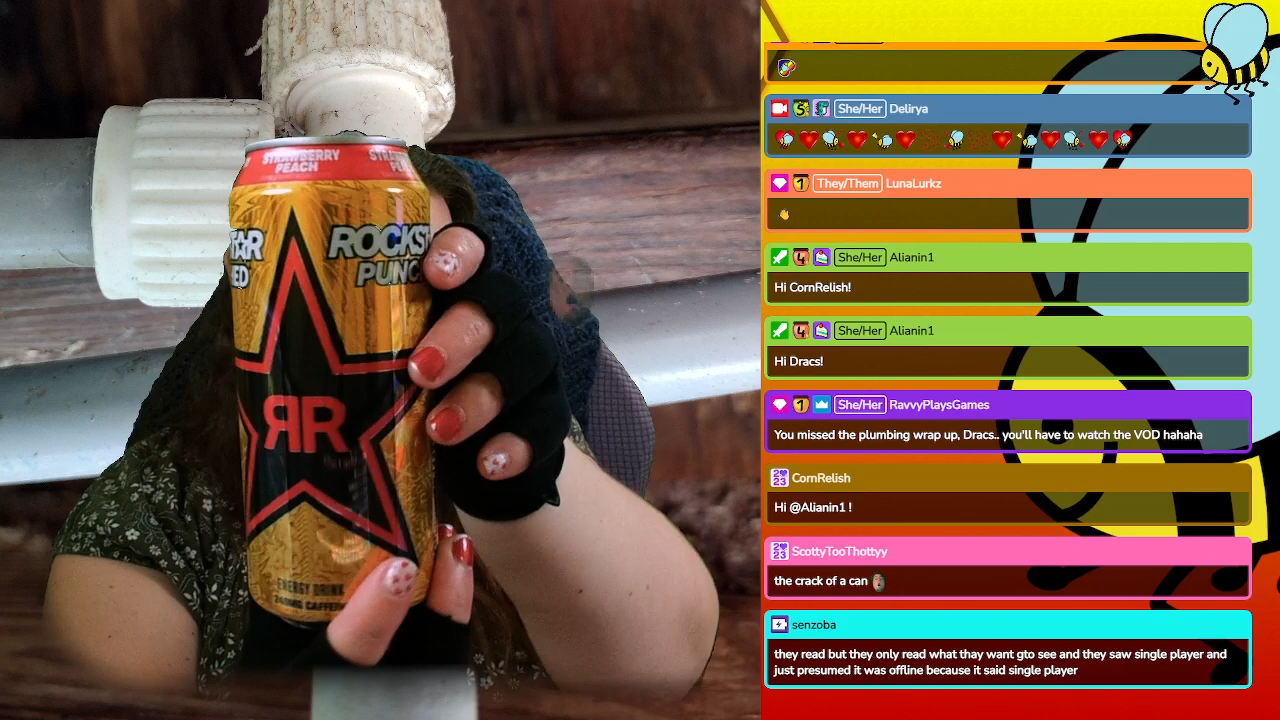 STRAWBERRY
PEACH
ROCKST
PUNC
ENERGY DRINK
She/Her Delirya
They/Them LunaLurkz
She/Her Alianin1
Hi CornRelish!
She/Her Alianin1
Hi Dracs!
She/Her RavvyPlaysGames
You missed the plumbing wrap up, Dracs.. you'll have to watch the VOD hahaha
CornRelish
Hi @Alianin1 !
ScottyTooThottyy
the crack of a can
senzoba
they read but they only read what thay want gto see and they saw single player and
just presumed it was offline because it said single player